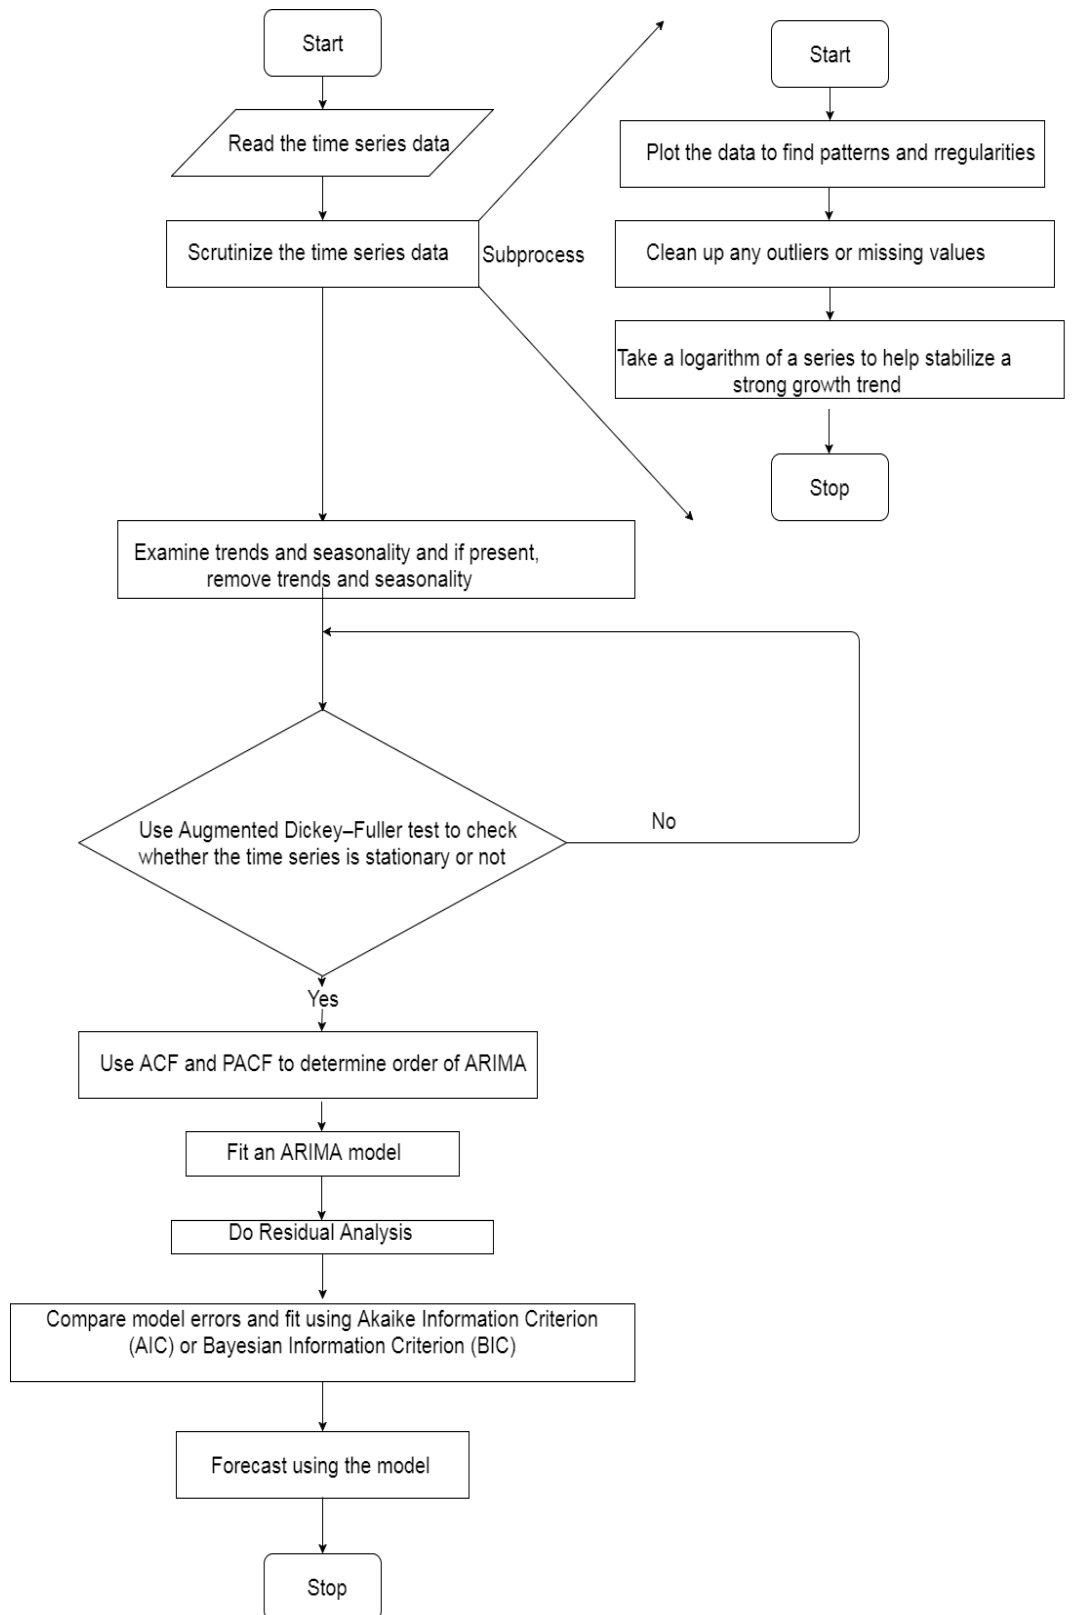 Start
Read the time series data
Scrutinize the time series data
Subprocess
Start
Plot the data to find patterns and rregularities
Clean up any outliers or missing values
Take a logarithm of a series to help stabilize a
strong growth trend
Stop
Examine trends and seasonality and if present,
remove trends and seasonality
Use Augmented Dickey–Fuller test to check
whether the time series is stationary or not
No
Yes
Use ACF and PACF to determine order of ARIMA
Fit an ARIMA model
Do Residual Analysis
Compare model errors and fit using Akaike Information Criterion
(AIC) or Bayesian Information Criterion (BIC)
Forecast using the model
Stop